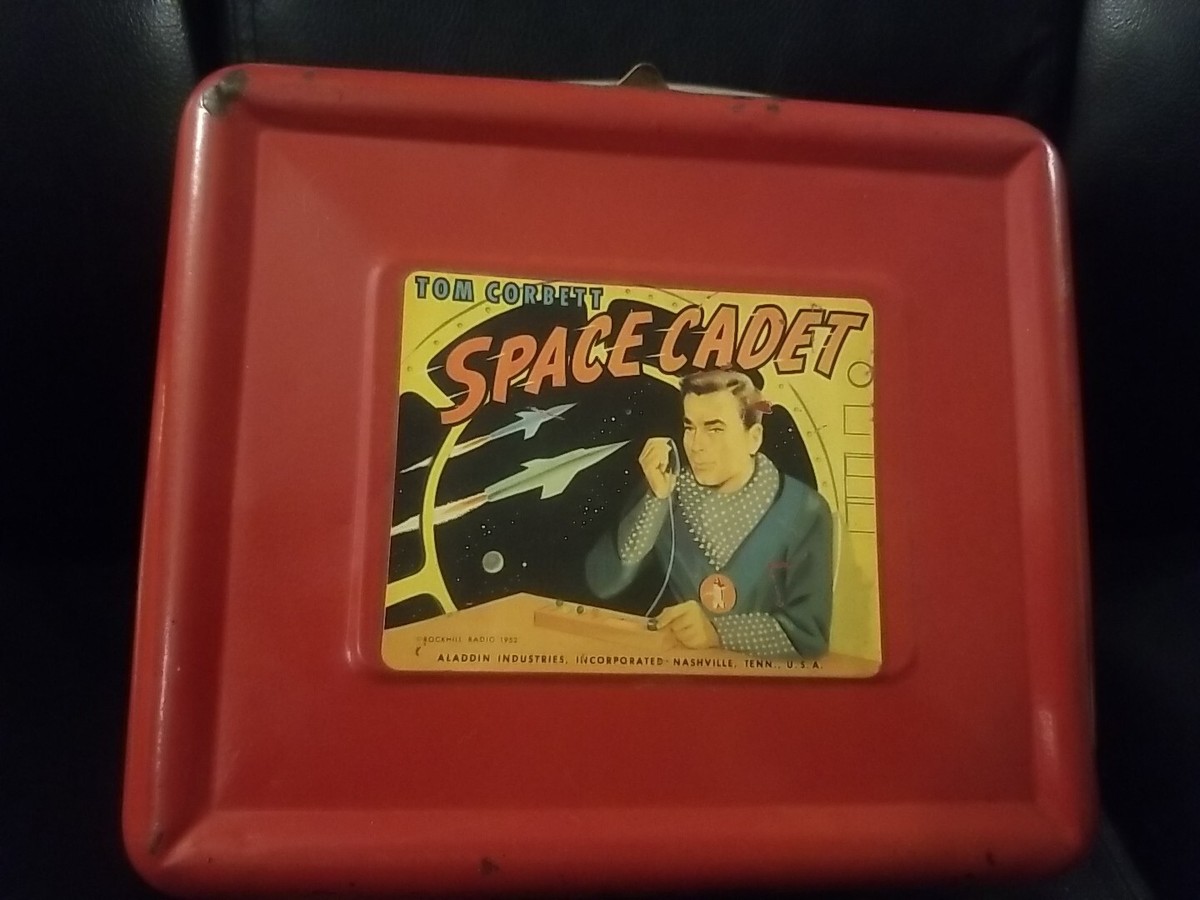 TOM CORBETT
SPACE CADET
©ROCKHILL RADIO 1952
ALADDIN INDUSTRIES, INCORPORATED NASHVILLE, TENN., U.S.A.